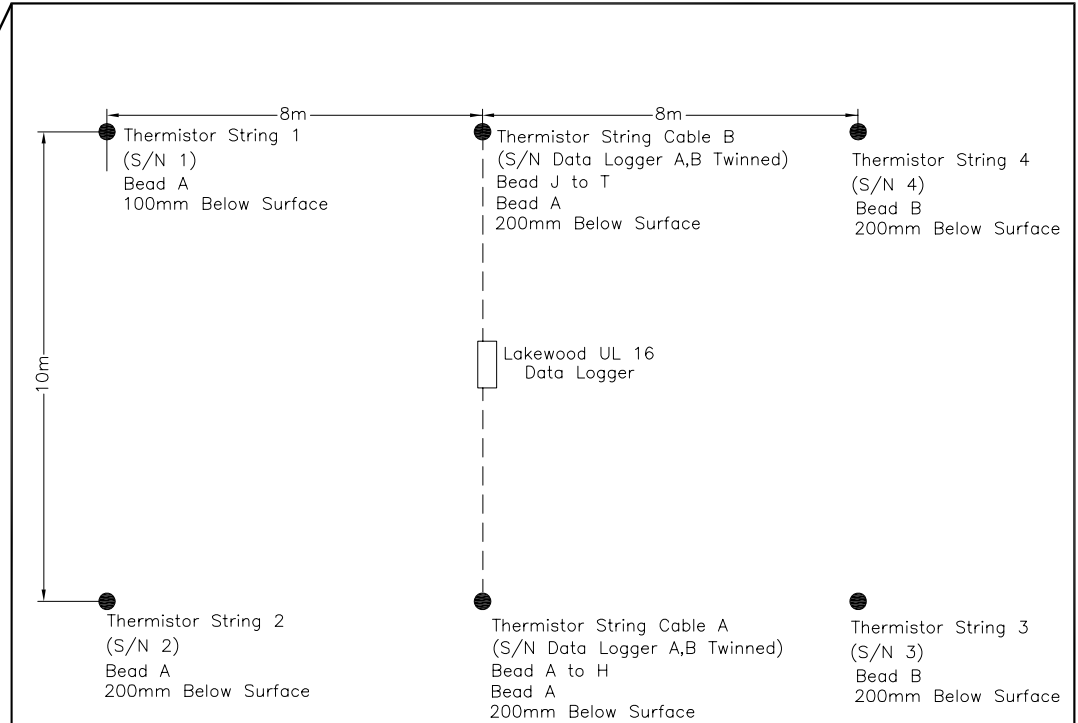 8m
8m
Thermistor String 1
(S/N 1)
Bead A
100mm Below Surface
Thermistor String Cable B
(S/N Data Logger A,B Twinned)
Bead J to T
Bead A
200mm Below Surface
Thermistor String 4
(S/N 4)
Bead B
200mm Below Surface
10m
Lakewood UL 16
Data Logger
Thermistor String 2
(S/N 2)
Bead A
200mm Below Surface
Thermistor String Cable A
(S/N Data Logger A,B Twinned)
Bead A to H
Bead A
200mm Below Surface
Thermistor String 3
(S/N 3)
Bead B
200mm Below Surface